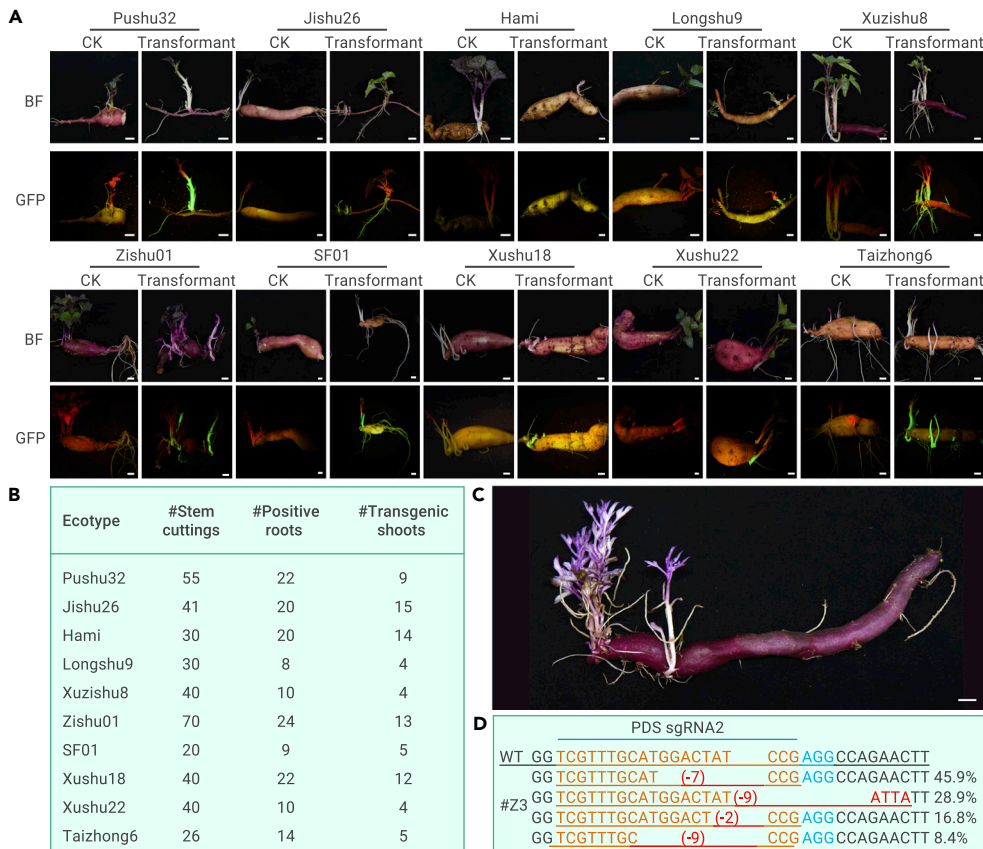 A
Pushu32 Jishu26 Hami Longshu9 Xuzishu8
CK Transformant CK Transformant CK Transformant CK Transformant CK Transformant
BF
GFP
Zishu01 SF01 Xushu18 Xushu22 Taizhong6
CK Transformant CK Transformant CK Transformant CK Transformant CK Transformant
BF
GFP
B
Ecotype #Stem cuttings #Positive roots #Transgenic shoots
Pushu32 55 22 9
Jishu26 41 20 15
Hami 30 20 14
Longshu9 30 8 4
Xuzishu8 40 10 4
Zishu01 70 24 13
SF01 20 9 5
Xushu18 40 22 12
Xushu22 40 10 4
Taizhong6 26 14 5
C
D
PDS sgRNA2
WT GG TCGTTTGCATGGACTAT CCG AGG CCAGAACTT
GG TCGTTTGCAT (-7) CCG AGG CCAGAACTT 45.9%
#Z3
GG TCGTTTGCATGGACTAT (-9) ATTATT 28.9%
GG TCGTTTGCATGGACT (-2) CCG AGG CCAGAACTT 16.8%
GG TCGTTTGC (-9) CCG AGG CCAGAACTT 8.4%